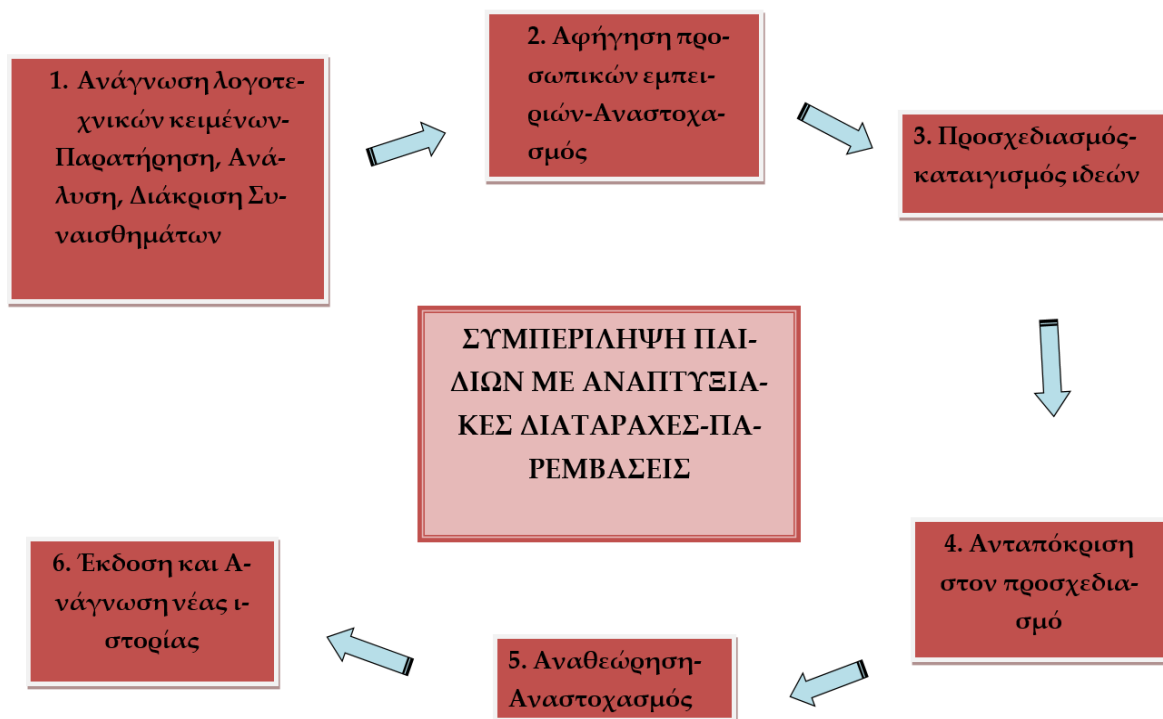 1. Ανάγνωση λογοτε-
χνικών κειμένων-
Παρατήρηση, Ανά-
λυση, Διάκριση Συ-
ναισθημάτων
2. Αφήγηση προ-
σωπικών εμπει-
ριών-Αναστοχα-
σμός
3. Προσχεδιασμός-
καταιγισμός ιδεών
ΣΥΜΠΕΡΙΛΗΨΗ ΠΑΙ-
ΔΙΩΝ ΜΕ ΑΝΑΠΤΥΞΙΑ-
ΚΕΣ ΔΙΑΤΑΡΑΧΕΣ-ΠΑ-
ΡΕΜΒΑΣΕΙΣ
4. Ανταπόκριση
στον προσχεδια-
σμό
5. Αναθεώρηση-
Αναστοχασμός
6. Έκδοση και Α-
νάγνωση νέας ι-
στορίας